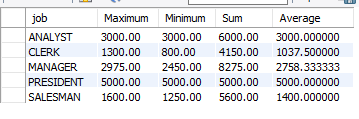 job Maximum Minimum Sum Average
ANALYST 3000.00 3000.00 6000.00 3000.000000
CLERK 1300.00 800.00 4150.00 1037.500000
MANAGER 2975.00 2450.00 8275.00 2758.333333
PRESIDENT 5000.00 5000.00 5000.00 5000.000000
SALESMAN 1600.00 1250.00 5600.00 1400.000000